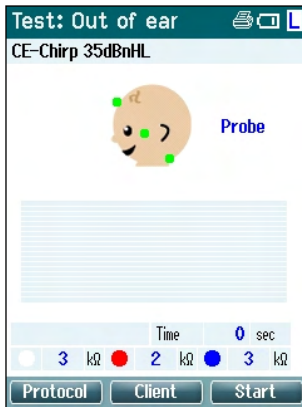 Test: Out of ear L
CE-Chirp 35dBnHL
Probe
Time 0 sec
3 kΩ 2 kΩ 3 kΩ
Protocol Client Start